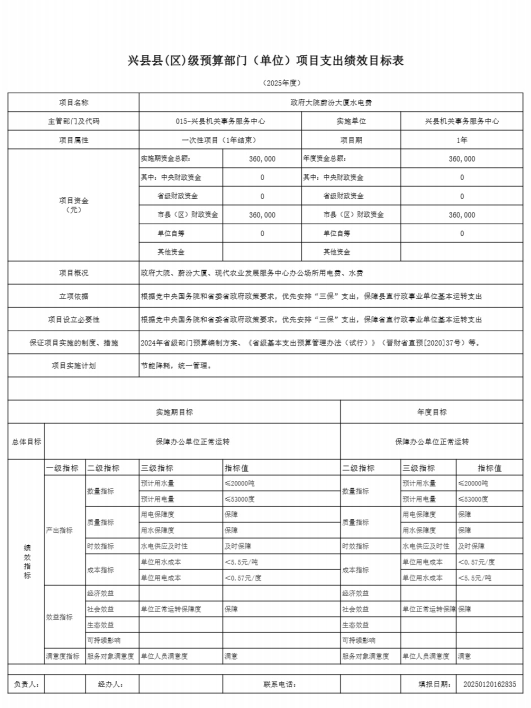 兴县县(区)级预算部门（单位）项目支出绩效目标表
（2025年度）
项目名称 政府大院蔚汾大厦水电费
主管部门及代码 015-兴县机关事务服务中心 实施单位 兴县机关事务服务中心
项目属性 一次性项目（1年结束） 项目期 1年
项目资金（元） 实施期资金总额： 360,000 年度资金总额： 360,000
其中：中央财政资金 0 其中：中央财政资金 0
省级财政资金 0 省级财政资金 0
市县（区）财政资金 360,000 市县（区）财政资金 360,000
单位自筹 0 单位自筹 0
其他资金 其他资金
项目概况 政府大院、蔚汾大厦、现代农业发展服务中心办公场所用电费、水费
立项依据 根据党中央国务院和省委省政府政策要求，优先安排“三保”支出，保障县直行政事业单位基本运转支出
项目设立必要性 根据党中央国务院和省委省政府政策要求，优先安排“三保”支出，保障省直行政事业单位基本运转支出
保证项目实施的制度、措施 2024年省级部门预算编制方案、《省级基本支出预算管理办法（试行）》（晋财省直预[2020]37号）等。
项目实施计划 节能降耗，统一管理。
实施期目标 年度目标
总体目标 保障办公单位正常运转 保障办公单位正常运转
绩效指标 一级指标 二级指标 三级指标 指标值 二级指标 三级指标 指标值
产出指标 数量指标 预计用水量 ≤20000吨 数量指标 预计用水量 ≤20000吨
预计用电量 ≤53000度 预计用电量 ≤53000度
质量指标 用电保障度 保障 质量指标 用电保障度 保障
用水保障度 保障 用水保障度 保障
时效指标 水电供应及时性 及时保障 时效指标 水电供应及时性 及时保障
成本指标 单位用水成本 <5.5元/吨 成本指标 单位用电成本 <0.57元/度
单位用电成本 <0.57元/度 单位用水成本 <5.5元/吨
效益指标 经济效益 经济效益
社会效益 单位正常运转保障度 保障 社会效益 单位正常运转保障 保障
生态效益 生态效益
可持续影响 可持续影响
满意度指标 服务对象满意度 单位人员满意度 满意 服务对象满意度 单位人员满意度 满意
负责人： 经办人： 联系电话： 填报日期： 20250120162835